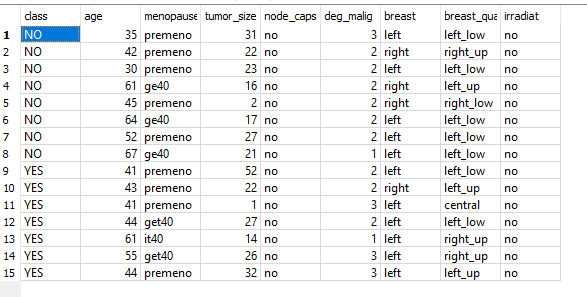 class age menopause tumor_size node_caps deg_malig breast breast_qua irradiat
1 NO 35 premeno 31 no 3 left left_low no
2 NO 42 premeno 22 no 2 right right_up no
3 NO 30 premeno 23 no 2 left left_low no
4 NO 61 ge40 16 no 2 right left_up no
5 NO 45 premeno 2 no 2 right right_low no
6 NO 64 ge40 17 no 2 left left_low no
7 NO 52 premeno 27 no 2 left left_low no
8 NO 67 ge40 21 no 1 left left_low no
9 YES 41 premeno 52 no 2 left left_low no
10 YES 43 premeno 22 no 2 right left_up no
11 YES 41 premeno 1 no 3 left central no
12 YES 44 get40 27 no 2 left left_low no
13 YES 61 it40 14 no 1 left right_up no
14 YES 55 get40 26 no 3 left right_up no
15 YES 44 premeno 32 no 3 left left_up no